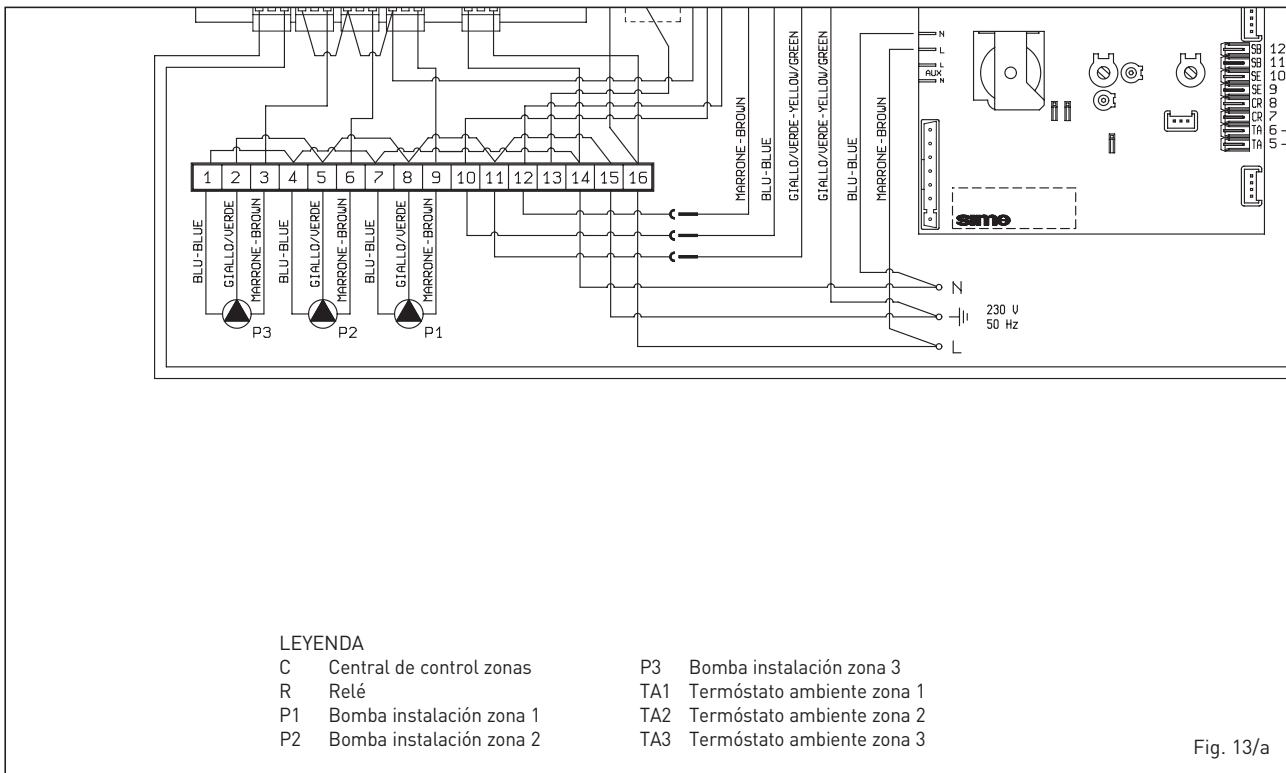 N
L
L
AUX
N
SB 12
SB 11
SE 10
SE 9
CR 8
CR 7
TA 6
TA 5
sime
MARRONE-BROWN
BLU-BLUE
GIALLO/VERDE-YELLOW/GREEN
GIALLO/VERDE-YELLOW/GREEN
BLU-BLUE
MARRONE-BROWN
1 2 3 4 5 6 7 8 9 10 11 12 13 14 15 16
BLU-BLUE
GIALLO/VERDE
MARRONE-BROWN
BLU-BLUE
GIALLO/VERDE
MARRONE-BROWN
BLU-BLUE
GIALLO/VERDE
MARRONE-BROWN
P3
P2
P1
N
230 V
50 Hz
L
LEYENDA
C Central de control zonas
R Relé
P1 Bomba instalación zona 1
P2 Bomba instalación zona 2
P3 Bomba instalación zona 3
TA1 Termóstato ambiente zona 1
TA2 Termóstato ambiente zona 2
TA3 Termóstato ambiente zona 3
Fig. 13/a